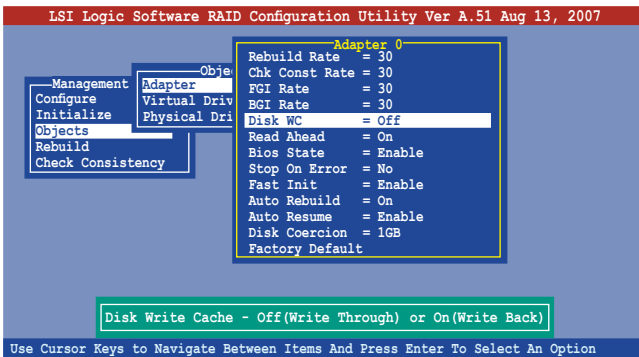 LSI Logic Software RAID Configuration Utility Ver A.51 Aug 13, 2007
Management
Configure
Initialize
Objects
Rebuild
Check Consistency
Obje
Adapter
Virtual Driv
Physical Dri
Adapter 0
Rebuild Rate = 30
Chk Const Rate = 30
FGI Rate = 30
BGI Rate = 30
Disk WC = Off
Read Ahead = On
Bios State = Enable
Stop On Error = No
Fast Init = Enable
Auto Rebuild = On
Auto Resume = Enable
Disk Coercion = 1GB
Factory Default
Disk Write Cache - Off(Write Through) or On(Write Back)
Use Cursor Keys to Navigate Between Items And Press Enter To Select An Option